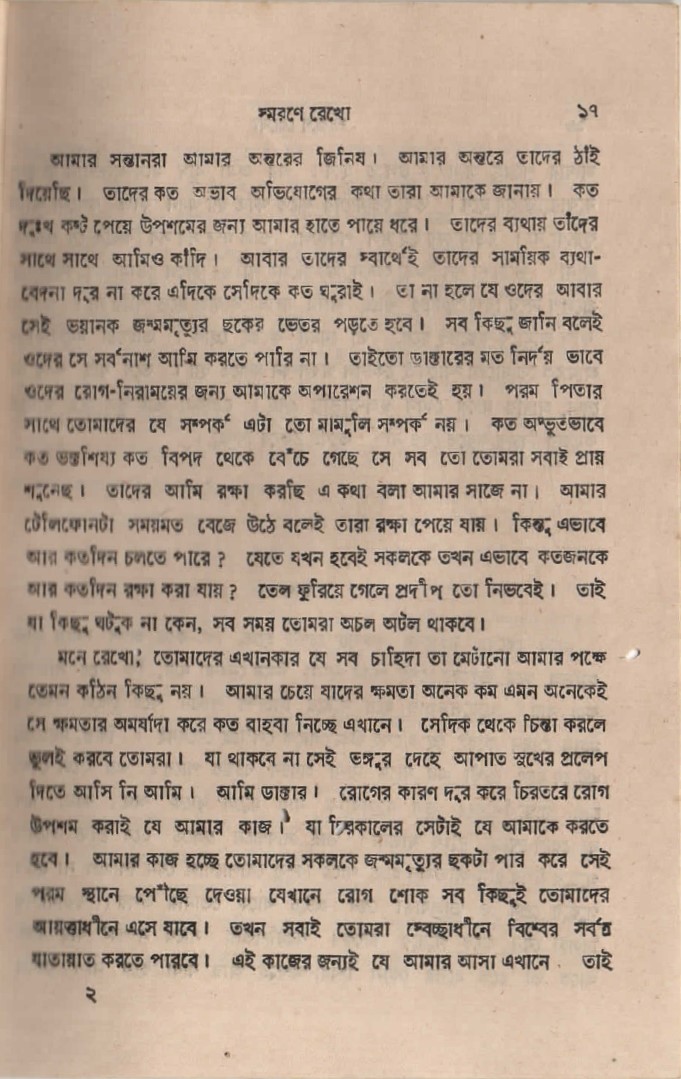 স্মরণে রেখো ১৭
আমার সন্তানরা আমার অন্তরের জিনিষ। আমার অন্তরে তাদের ঠাঁই
দিয়েছি। তাদের কত অভাব অভিযোগের কথা তারা আমাকে জানায়। কত
দুঃখ কষ্ট পেয়ে উপশমের জন্য আমার হাতে পায়ে ধরে। তাদের ব্যথায় তাঁদের
সাথে সাথে আমিও কাঁদি। আবার তাদের স্বার্থেই তাদের সাময়িক ব্যথা-
বেদনা দূর না করে এদিকে সেদিকে কত ঘুরাই। তা না হলে যে ওদের আবার
সেই ভয়ানক জন্মমৃত্যুর ছকের ভেতর পড়তে হবে। সব কিছু জানি বলেই
ওদের সে সর্বনাশ আমি করতে পারি না। তাইতো ডাক্তারের মত নির্দয় ভাবে
ওদের রোগ-নিরাময়ের জন্য আমাকে অপারেশন করতেই হয়। পরম পিতার
সাথে তোমাদের যে সম্পর্ক এটা তো মামুলি সম্পর্ক নয়। কত অদ্ভুতভাবে
কত ভক্তশিষ্য কত বিপদ থেকে বেঁচে গেছে সে সব তো তোমরা সবাই প্রায়
শুনেছ। তাদের আমি রক্ষা করছি এ কথা বলা আমার সাজে না। আমার
টেলিফোনটা সময়মত বেজে উঠে বলেই তারা রক্ষা পেয়ে যায়। কিন্তু এভাবে
আর কতদিন চলতে পারে? যেতে যখন হবেই সকলকে তখন এভাবে কতজনকে
আর কতদিন রক্ষা করা যায়? তেল ফুরিয়ে গেলে প্রদীপ তো নিভবেই। তাই
যা কিছু ঘটুক না কেন, সব সময় তোমরা অচল অটল থাকবে।
মনে রেখো, তোমাদের এখানকার যে সব চাহিদা তা মেটানো আমার পক্ষে
তেমন কঠিন কিছু নয়। আমার চেয়ে যাদের ক্ষমতা অনেক কম এমন অনেকেই
সে ক্ষমতার অমর্যাদা করে কত বাহবা নিচ্ছে এখানে। সেদিক থেকে চিন্তা করলে
ভুলই করবে তোমরা। যা থাকবে না সেই ভঙ্গুর দেহে আপাত সুখের প্রলেপ
দিতে আসি নি আমি। আমি ডাক্তার। রোগের কারণ দূর করে চিরতরে রোগ
উপশম করাই যে আমার কাজ। যা চিরকালের সেটাই যে আমাকে করতে
হবে। আমার কাজ হচ্ছে তোমাদের সকলকে জন্মমৃত্যুর ছকটা পার করে সেই
পরম স্থানে পৌঁছে দেওয়া যেখানে রোগ শোক সব কিছুই তোমাদের
আয়ত্তাধীনে এসে যাবে। তখন সবাই তোমরা স্বেচ্ছাধীনে বিশ্বের সর্বত্র
যাতায়াত করতে পারবে। এই কাজের জন্যই যে আমার আসা এখানে তাই
২